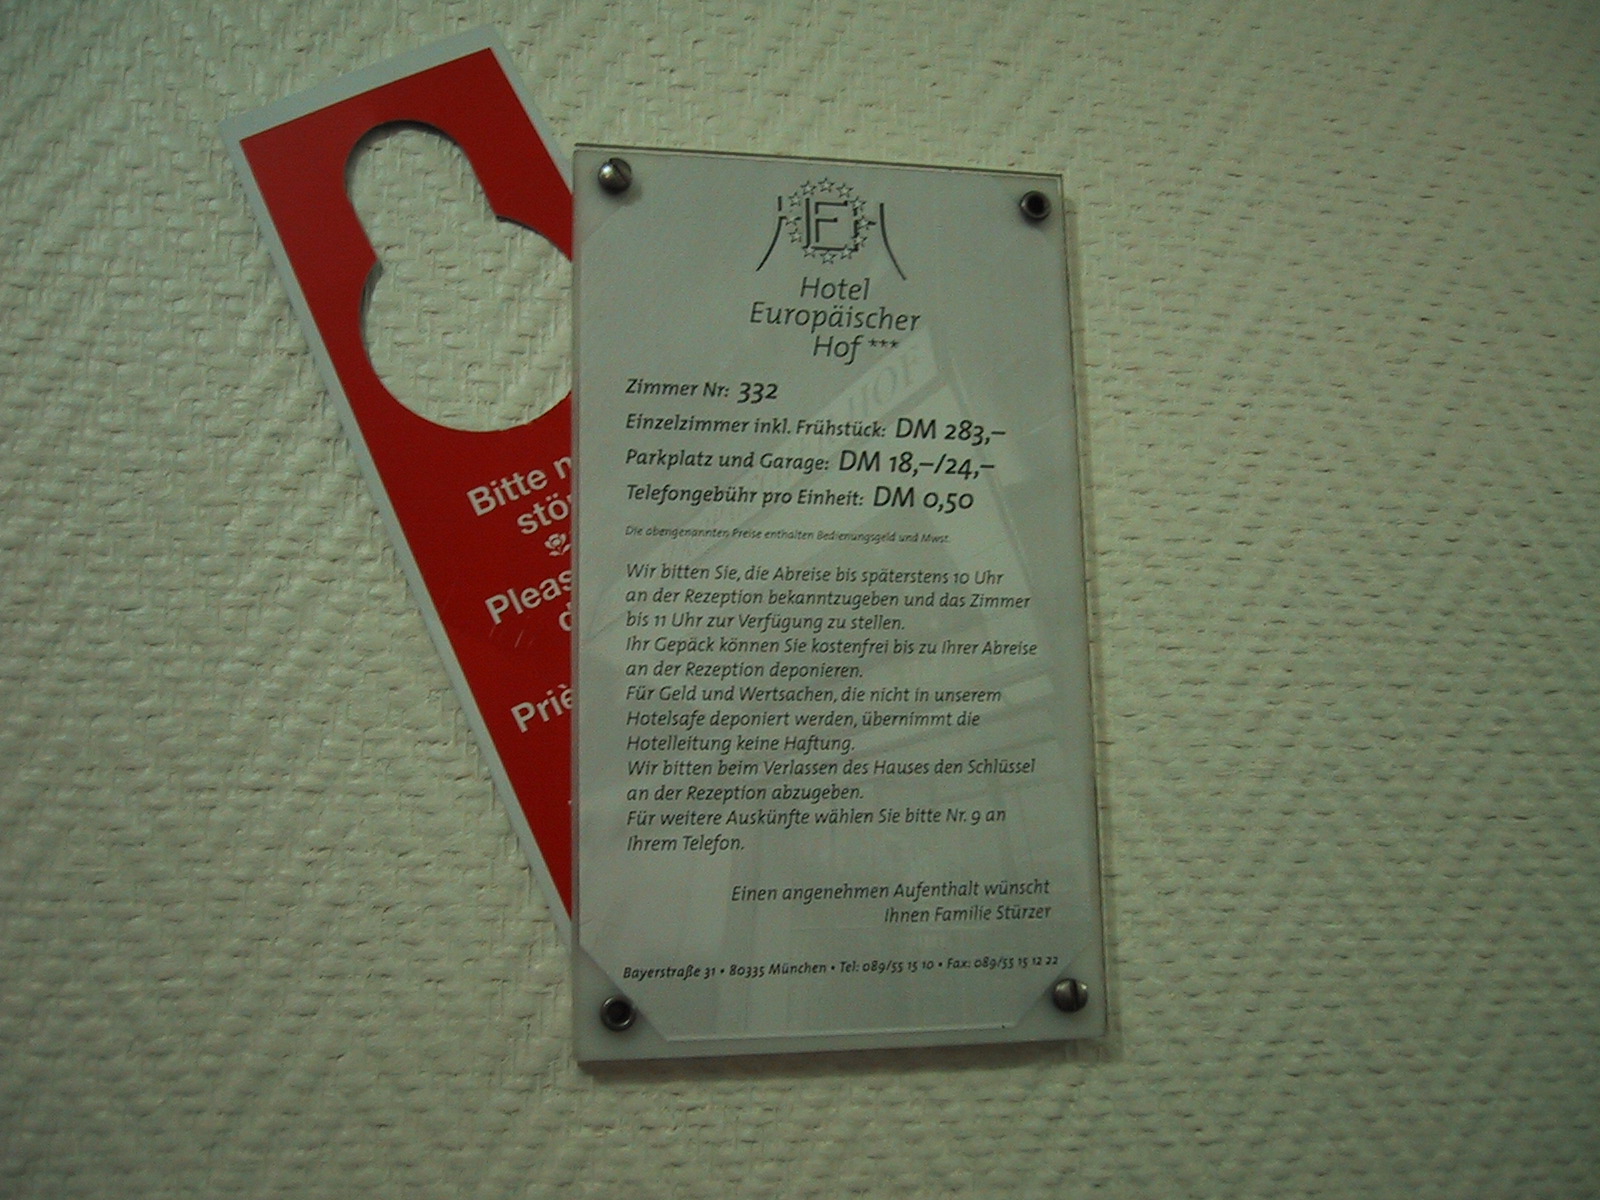 Bitte n
stör
Pleas
d
Priè
EH
Hotel
Europäischer
Hof ***
Zimmer Nr: 332
Einzelzimmer inkl. Frühstück: DM 283,–
Parkplatz und Garage: DM 18,–/24,–
Telefongebühr pro Einheit: DM 0,50
Die obengenannten Preise enthalten Bedienungsgeld und Mwst.
Wir bitten Sie, die Abreise bis späterstens 10 Uhr
an der Rezeption bekanntzugeben und das Zimmer
bis 11 Uhr zur Verfügung zu stellen.
Ihr Gepäck können Sie kostenfrei bis zu Ihrer Abreise
an der Rezeption deponieren.
Für Geld und Wertsachen, die nicht in unserem
Hotelsafe deponiert werden, übernimmt die
Hotelleitung keine Haftung.
Wir bitten beim Verlassen des Hauses den Schlüssel
an der Rezeption abzugeben.
Für weitere Auskünfte wählen Sie bitte Nr. 9 an
Ihrem Telefon.
Einen angenehmen Aufenthalt wünscht
Ihnen Familie Stürzer
Bayerstraße 31 • 80335 München • Tel: 089/55 15 10 • Fax: 089/55 15 12 22